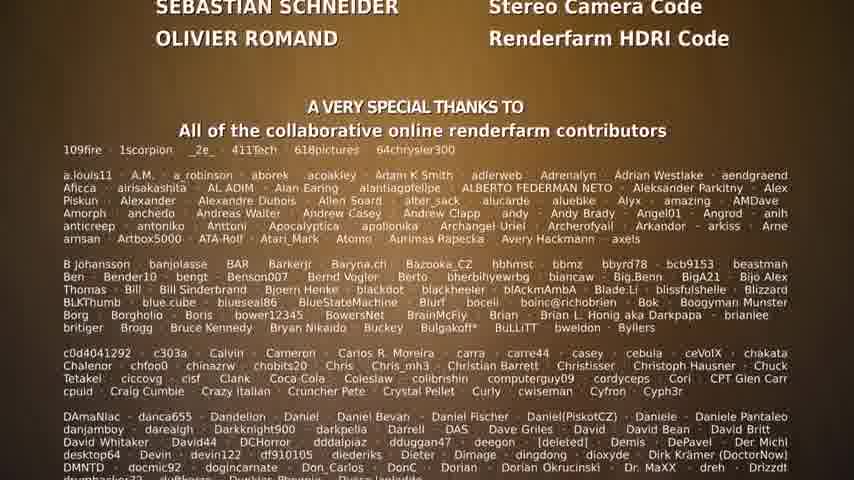 SEBASTIAN SCHNEIDER Stereo Camera Code
OLIVIER ROMAND Renderfarm HDRI Code
A VERY SPECIAL THANKS TO
All of the collaborative online renderfarm contributors
109fire · 1scorpion · _2e_ · 411Tech · 618pictures · 64chrysler300
a.louis11 · A.M. · a_robinson · aborek · acoakley · Adam K Smith · adlerweb · Adrenalyn · Adrian Westlake · aendgraend
Aficca · airisakashita · AL ADIM · Alan Earing · alantiagofelipe · ALBERTO FEDERMAN NETO · Aleksander Parkitny · Alex
Piskun · Alexander · Alexandre Dubois · Allen Soard · alter_sack · alucarde · aluebke · Alyx · amazing · AMDave
Amorph · anchedo · Andreas Walter · Andrew Casey · Andrew Clapp · andy · Andy Brady · Angel01 · Angrod · anih
anticreep · antoniko · Anttoni · Apocalyptica · apolionika · Archangel Uriel · Archerofyail · Arkandor · arkiss · Arne
arnsan · Artbox5000 · ATA-Roll · Atari_Mark · Atomo · Aurimas Rapecka · Avery Hackmann · axels
B Johansson · banjolasse · BAR · Barkerjr · Baryna.ch · Bazooka_CZ · hbhmst · bbmz · bbyrd78 · bcb9153 · beastman
Ben · Bender10 · bengt · Benson007 · Bernd Vogler · Berto · bherbihyewrbg · biancaw · Big.Benn · BigA21 · Bijo Alex
Thomas · Bill · Bill Sinderbrand · Bjoern Henke · blackdot · blackheeler · blAckmAmbA · Blade:Li · blissfulshelle · Blizzard
BLKThumb · blue.cube · blueseal86 · BlueStateMachine · Blurf · boceli · boinc@richobrien · Bok · Boogyman Munster
Borg · Borgholio · Boris · bower12345 · BowersNet · BrainMcFly · Brian · Brian L. Honig aka Darkpapa · brianlee
britiger · Brogg · Bruce Kennedy · Bryan Nikaido · Buckey · Bulgakoff* · BuLLiTT · bweldon · Byllers
c0d4041292 · c303a · Calvin · Cameron · Carlos R. Moreira · carra · carre44 · casey · cebula · ceVoIX · chakata
Chalenor · chfoo0 · chinazrw · chobits20 · Chris · Chris_mh3 · Christian Barrett · Christisser · Christoph Hausner · Chuck
Tetakel · ciccovg · cisf · Clank · Coca Cola · Coleslaw · colibrishin · computerguy09 · cordyceps · Cori · CPT Glen Carr
cpuid · Craig Cumbie · Crazy Italian · Cruncher Pete · Crystal Pellet · Curly · cwiseman · Cyfron · Cyph3r
DAmaNIac · danca655 · Dandelion · Daniel · Daniel Bevan · Daniel Fischer · Daniel(PiskotCZ) · Daniele · Daniele Pantaleo
danjamboy · darealgh · Darkknight900 · darkpella · Darrell · DAS · Dave Griles · David · David Bean · David Britt
David Whitaker · David44 · DCHorror · dddalpiaz · dduggan47 · deegon · [deleted] · Demis · DePavel · Der Michl
desktop64 · Devin · devin122 · df910105 · diederiks · Dieter · Dimage · dingdong · dioxyde · Dirk Krämer (DoctorNow)
DMNTD · docmic92 · dogincarnate · Don_Carlos · DonC · Dorian · Dorian Okrucinski · Dr. MaXX · dreh · Drizzdt